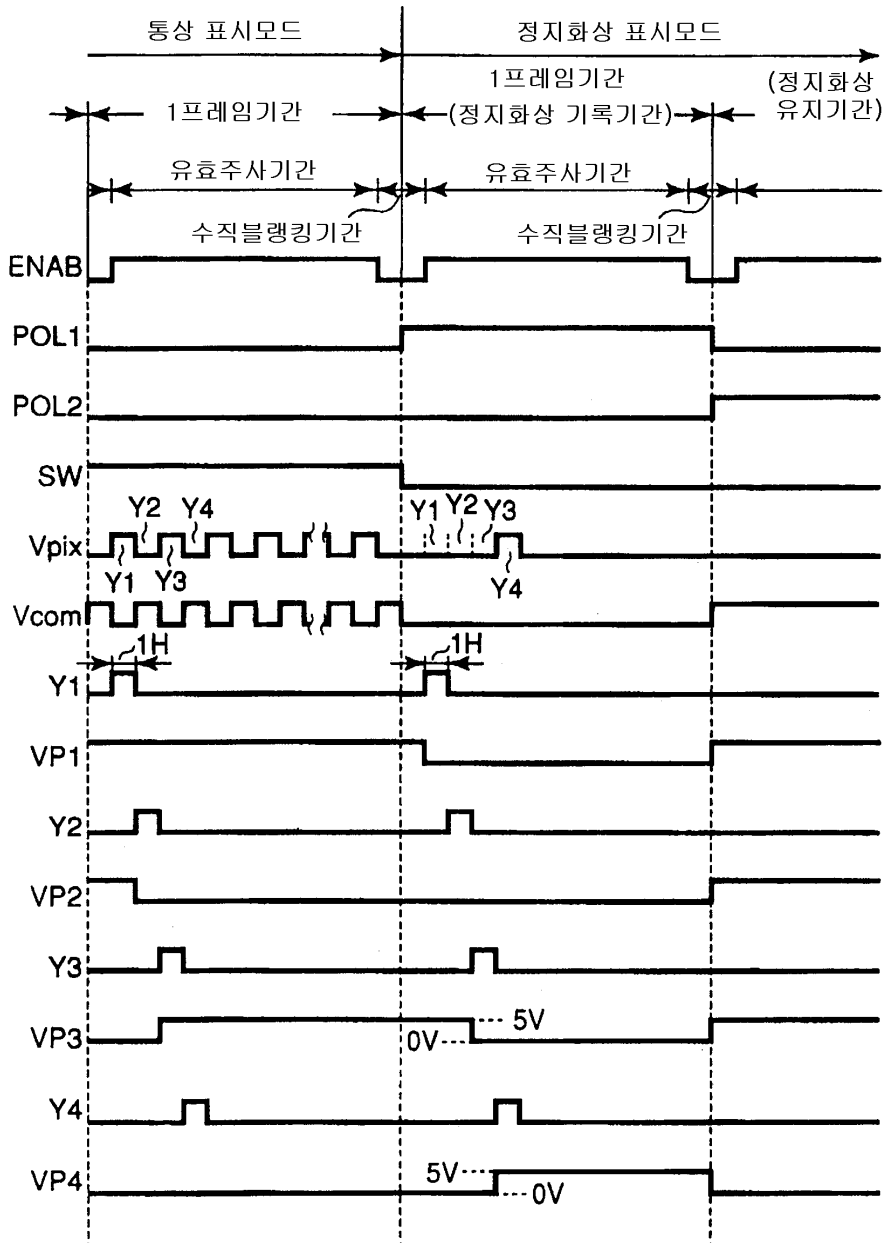 통상 표시모드
정지화상 표시모드
1프레임기간
1프레임기간
(정지화상 기록기간)
(정지화상
유지기간)
유효주사기간
유효주사기간
수직블랭킹기간
수직블랭킹기간
ENAB
POL1
POL2
SW
Y2 Y4
Y1 Y2 Y3
Vpix
Y1 Y3
Y4
Vcom
1H
1H
Y1
VP1
Y2
VP2
Y3
VP3
5V
0V
Y4
VP4
5V
0V